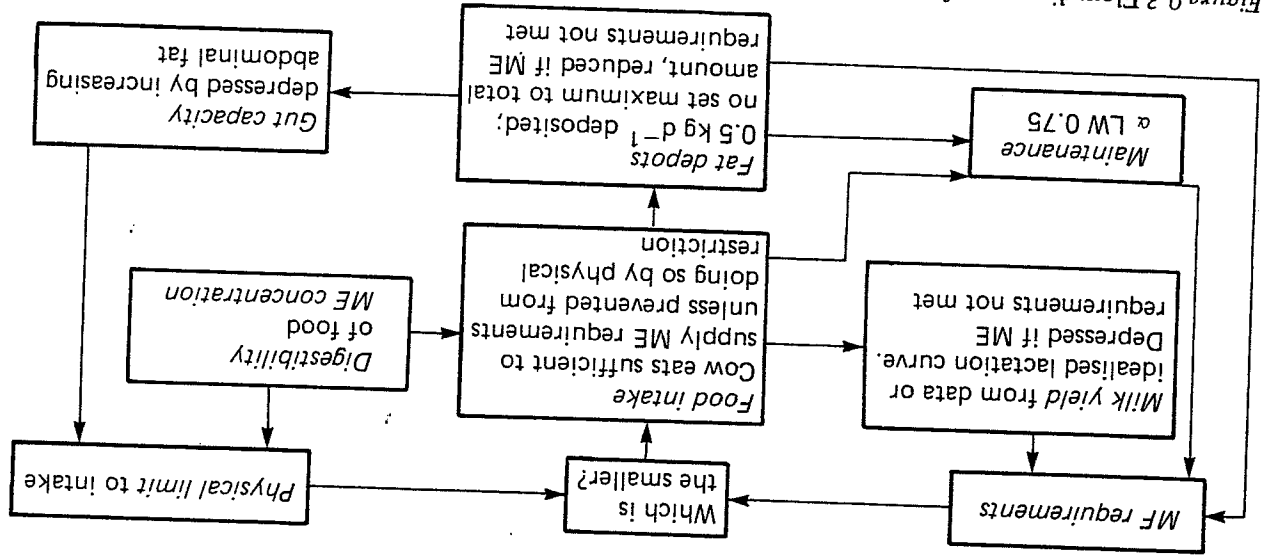 MF requirements
Which is
the smaller?
Physical limit to intake
Milk yield from data or
idealised lactation curve.
Depressed if ME
requirements not met
Food intake
Cow eats sufficient to
supply ME requirements
unless prevented from
doing so by physical
restriction
Digestibility
of food
ME concentration
Maintenance
α LW 0.75
Fat depots
0.5 kg d⁻¹ deposited;
no set maximum to total
amount, reduced if ME
requirements not met
Gut capacity
depressed by increasing
abdominal fat
Figure 9.2 Flow